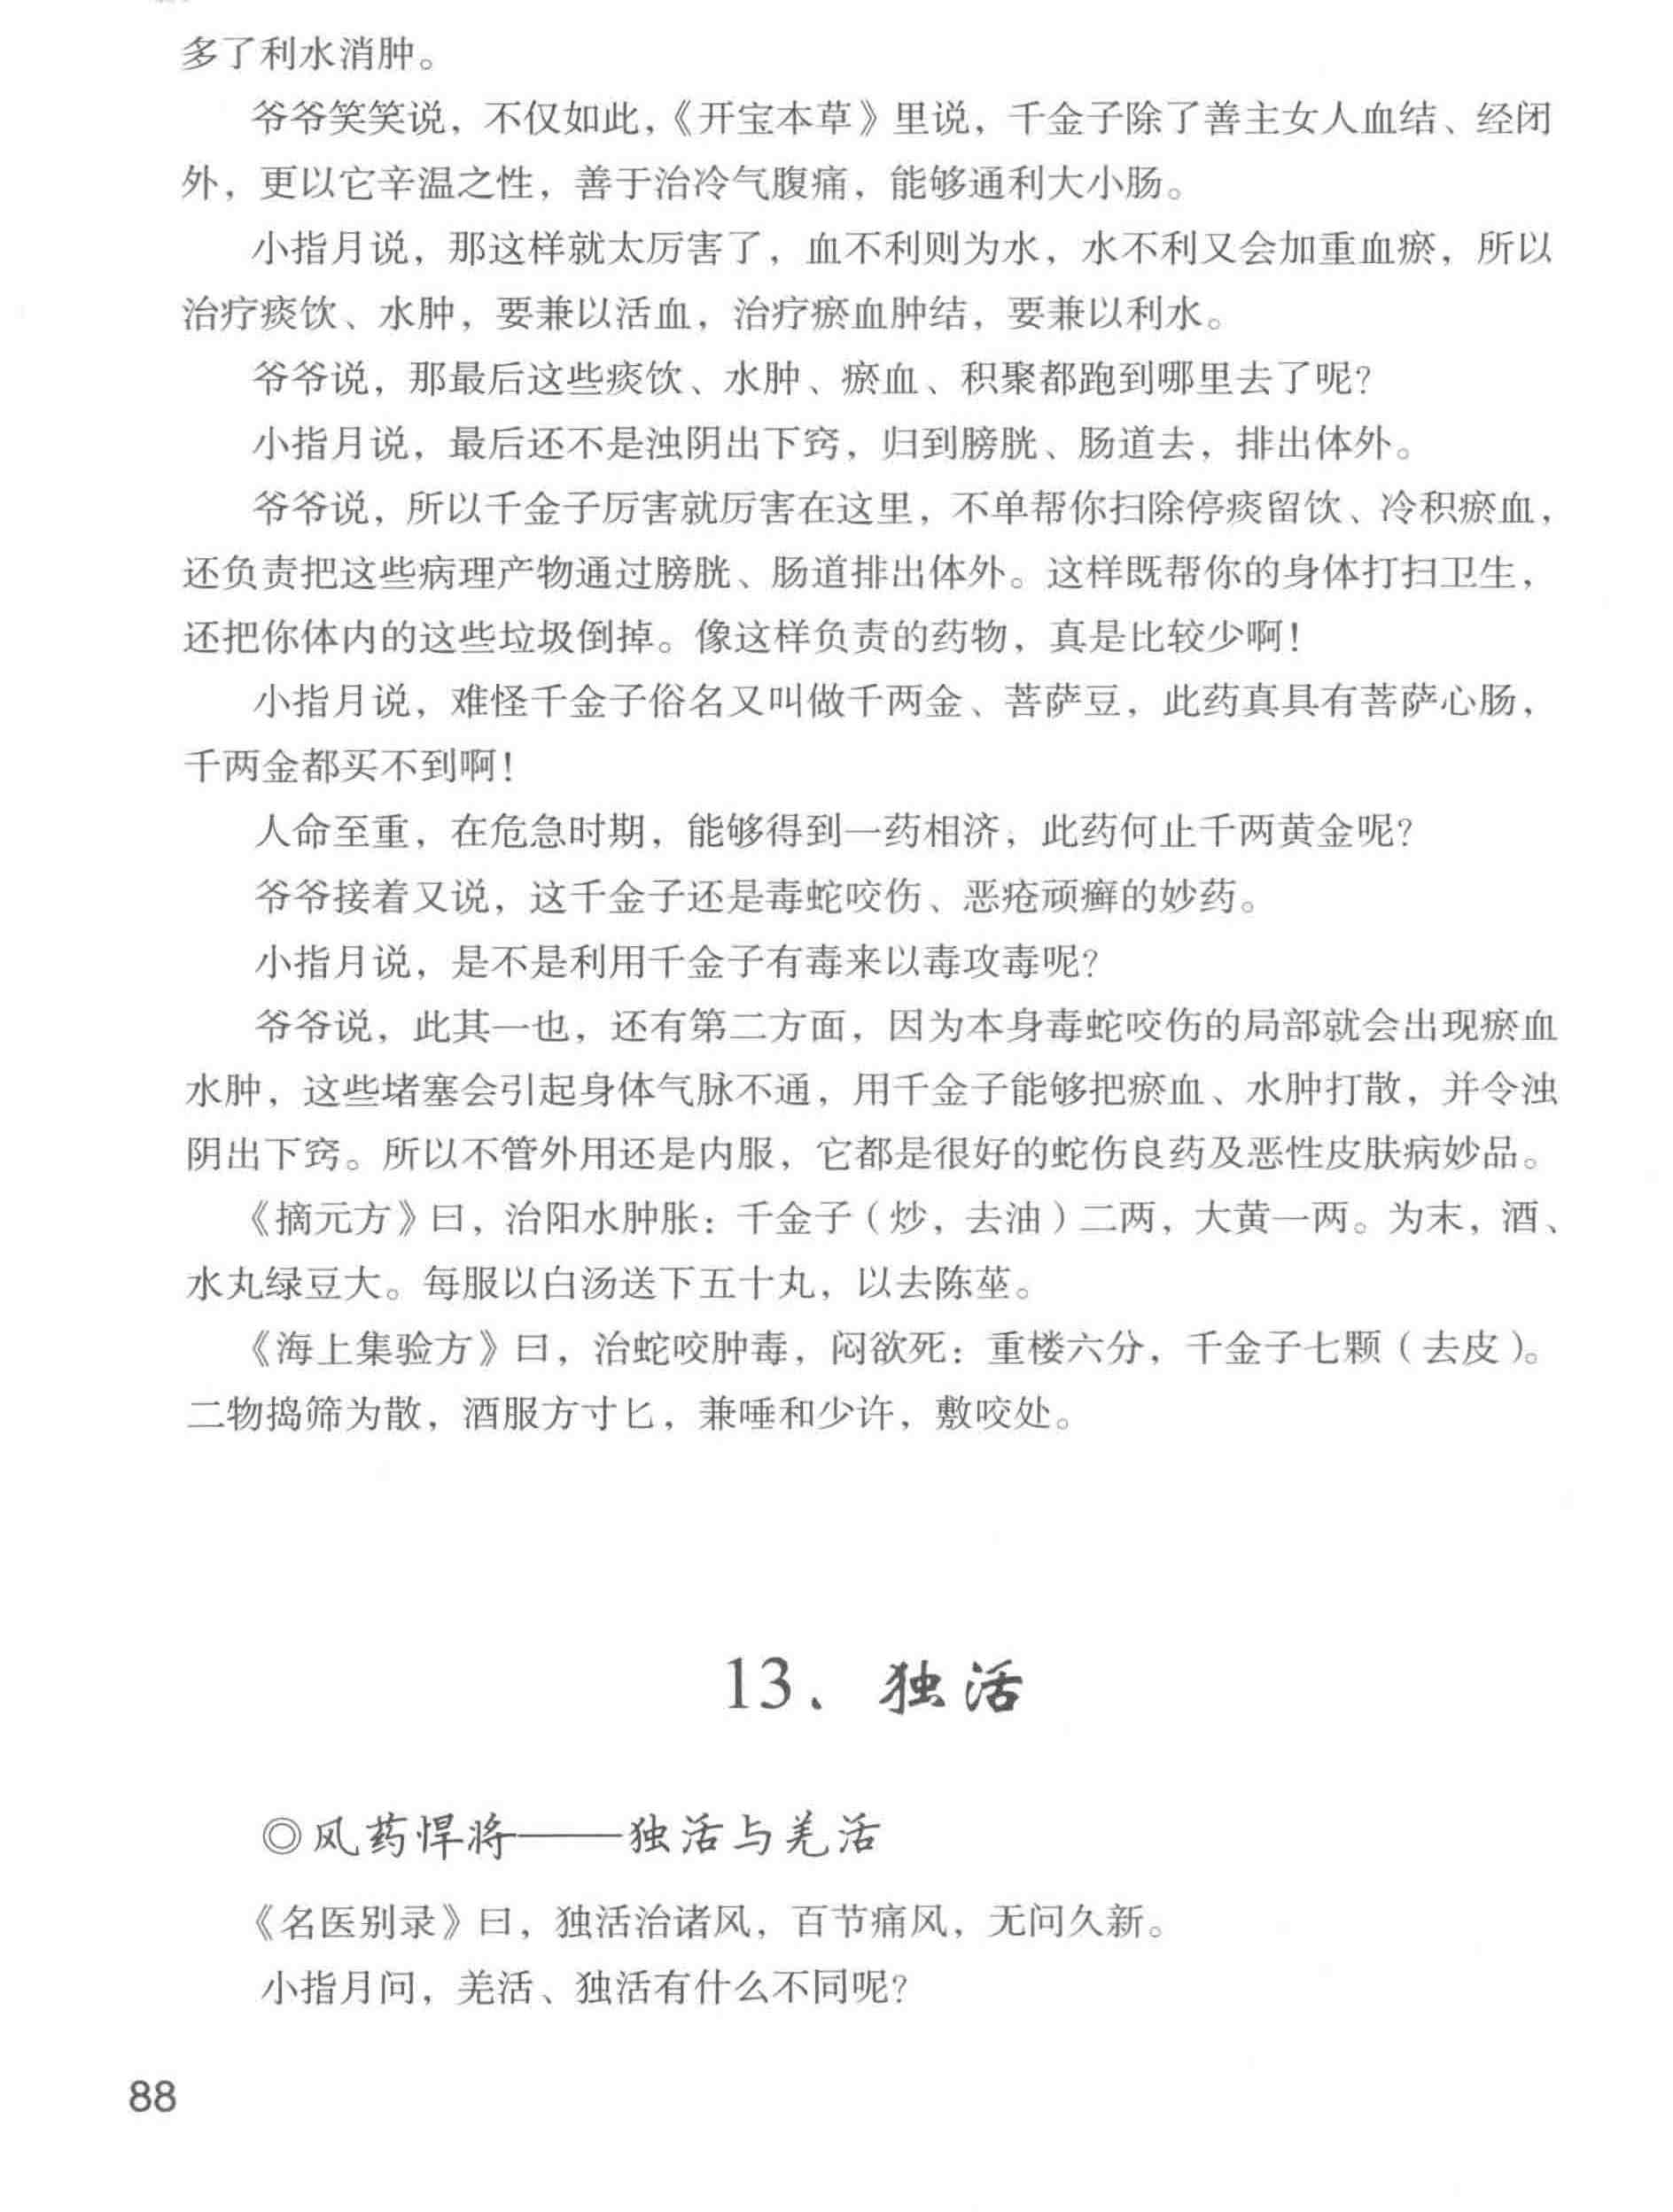 多了利水消肿。
爷爷笑笑说，不仅如此，《开宝本草》里说，千金子除了善主女人血结、经闭
外，更以它辛温之性，善于治冷气腹痛，能够通利大小肠。
小指月说，那这样就太厉害了，血不利则为水，水不利又会加重血瘀，所以
治疗痰饮、水肿，要兼以活血，治疗瘀血肿结，要兼以利水。
爷爷说，那最后这些痰饮、水肿、瘀血、积聚都跑到哪里去了呢？
小指月说，最后还不是浊阴出下窍，归到膀胱、肠道去，排出体外。
爷爷说，所以千金子厉害就厉害在这里，不单帮你扫除停痰留饮、冷积瘀血，
还负责把这些病理产物通过膀胱、肠道排出体外。这样既帮你的身体打扫卫生，
还把你体内的这些垃圾倒掉。像这样负责的药物，真是比较少啊！
小指月说，难怪千金子俗名又叫做千两金、菩萨豆，此药真具有菩萨心肠，
千两金都买不到啊！
人命至重，在危急时期，能够得到一药相济，此药何止千两黄金呢？
爷爷接着又说，这千金子还是毒蛇咬伤、恶疮顽癣的妙药。
小指月说，是不是利用千金子有毒来以毒攻毒呢？
爷爷说，此其一也，还有第二方面，因为本身毒蛇咬伤的局部就会出现瘀血
水肿，这些堵塞会引起身体气脉不通，用千金子能够把瘀血、水肿打散，并令浊
阴出下窍。所以不管外用还是内服，它都是很好的蛇伤良药及恶性皮肤病妙品。
《摘元方》曰，治阳水肿胀：千金子（炒，去油）二两，大黄一两。为末，酒、
水丸绿豆大。每服以白汤送下五十丸，以去陈莝。
《海上集验方》曰，治蛇咬肿毒，闷欲死：重楼六分，千金子七颗（去皮）。
二物捣筛为散，酒服方寸匕，兼唾和少许，敷咬处。
13、独活
◎风药悍将——独活与羌活
《名医别录》曰，独活治诸风，百节痛风，无问久新。
小指月问，羌活、独活有什么不同呢？
88